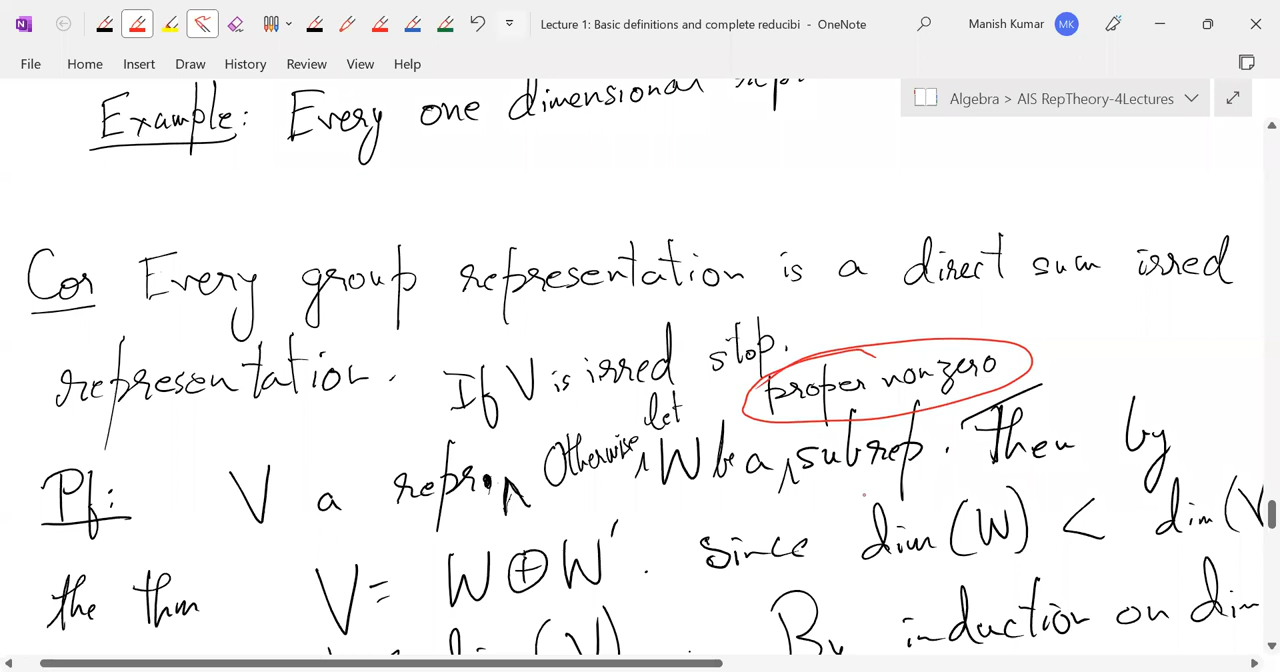 Lecture 1: Basic definitions and complete reducibi - OneNote
Manish Kumar
MK
File Home Insert Draw History Review View Help
Algebra > AIS RepTheory-4Lectures
Example: Every one dimensional
Cor Every group representation is a direct sum irred
representation. If V is irred stop.
proper nonzero
Pf: V a repr. Otherwise let W be a subrep. Then by
the thm V = W ⊕ W'. Since dim(W) < dim(V
dim(V) By induction on dim